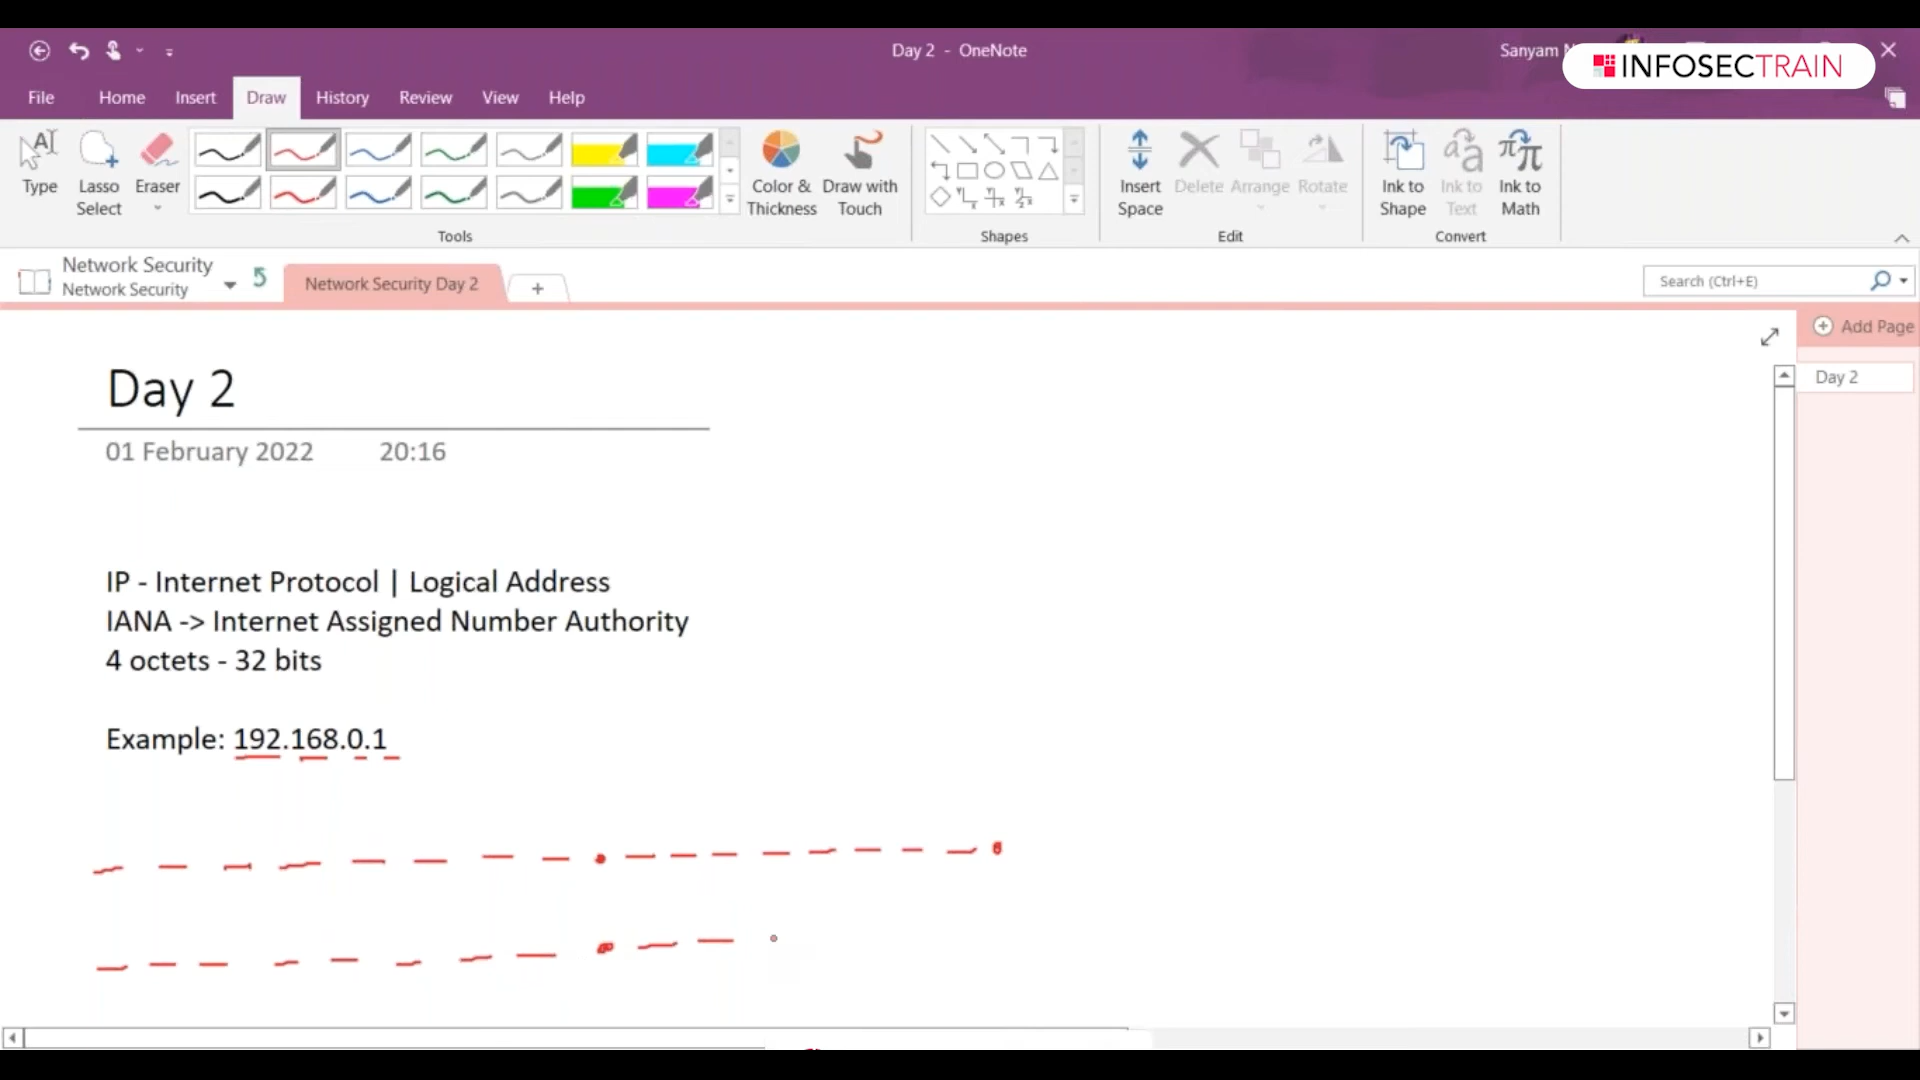 Day 2 - OneNote
Sanyam
INFOSECTRAIN
File Home Insert Draw History Review View Help
Type
Lasso Select
Eraser
Color & Thickness
Draw with Touch
Insert Space
Delete
Arrange
Rotate
Ink to Shape
Ink to Text
Ink to Math
Tools
Shapes
Edit
Convert
Network Security
Network Security
Network Security Day 2
Search (Ctrl+E)
Add Page
Day 2
Day 2
01 February 2022 20:16
IP - Internet Protocol | Logical Address
IANA -> Internet Assigned Number Authority
4 octets - 32 bits
Example: 192.168.0.1